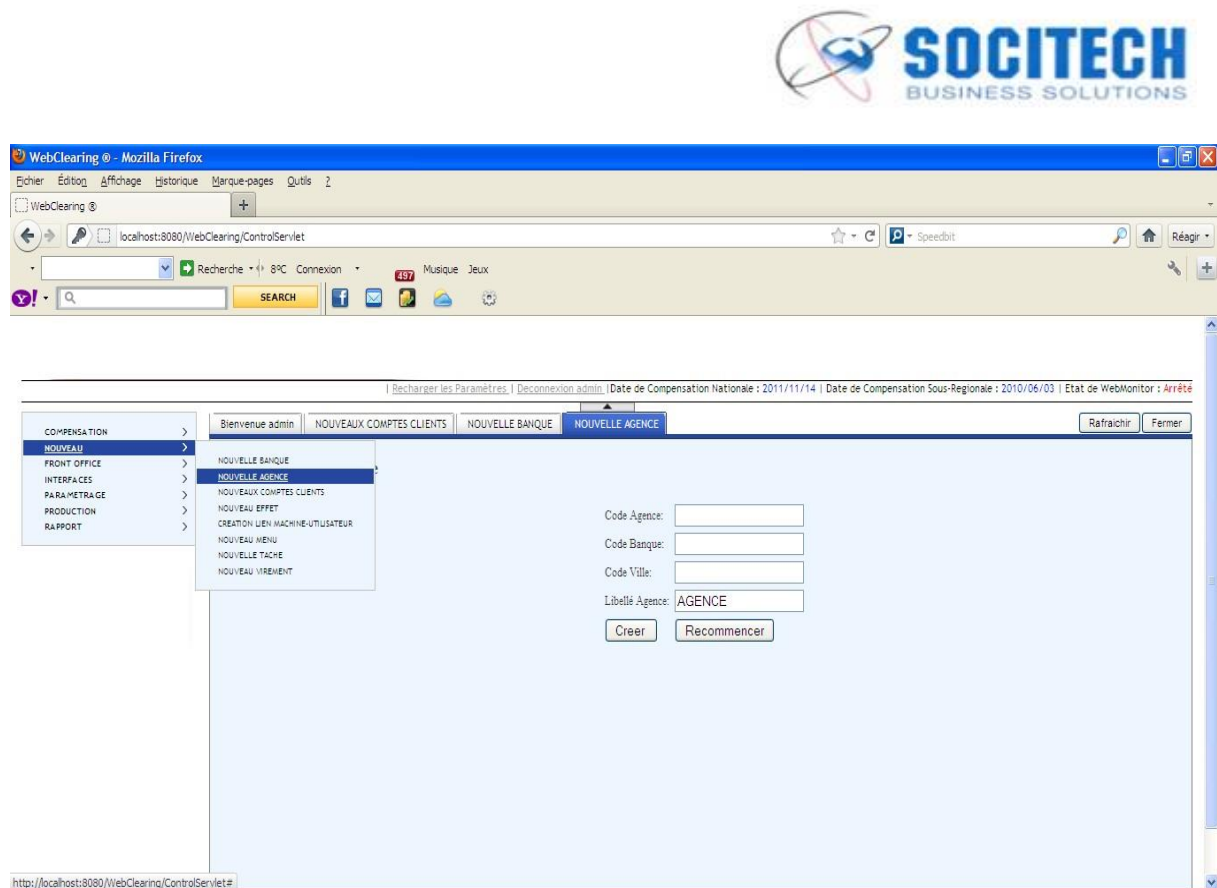 SOCITECH
BUSINESS SOLUTIONS
WebClearing ® - Mozilla Firefox
Fichier Édition Affichage Historique Marque-pages Outils ?
WebClearing ®
localhost:8080/WebClearing/ControlServlet
Speedbit
Réagir
Recherche 8°C Connexion 497 Musique Jeux
Y! SEARCH
| Recharger les Paramètres | Deconnexion admin |Date de Compensation Nationale : 2011/11/14 | Date de Compensation Sous-Regionale : 2010/06/03 | Etat de WebMonitor : Arrêté
Bienvenue admin NOUVEAUX COMPTES CLIENTS NOUVELLE BANQUE NOUVELLE AGENCE Rafraichir Fermer
COMPENSATION >
NOUVEAU >
FRONT OFFICE >
INTERFACES >
PARAMETRAGE >
PRODUCTION >
RAPPORT >
NOUVELLE BANQUE
NOUVELLE AGENCE
NOUVEAUX COMPTES CLIENTS
NOUVEAU EFFET
CREATION LIEN MACHINE-UTILISATEUR
NOUVEAU MENU
NOUVELLE TACHE
NOUVEAU VIREMENT
Code Agence:
Code Banque:
Code Ville:
Libellé Agence: AGENCE
Creer Recommencer
http://localhost:8080/WebClearing/ControlServlet#